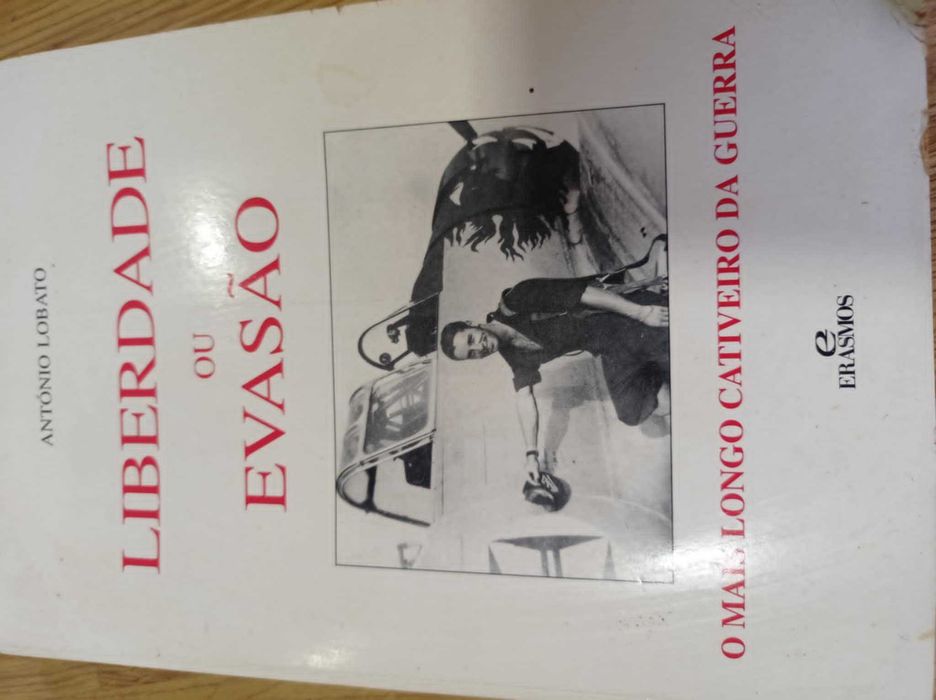 ANTÓNIO LOBATO
LIBERDADE
OU
EVASÃO
O MAIS LONGO CATIVEIRO DA GUERRA
e
ERASMOS